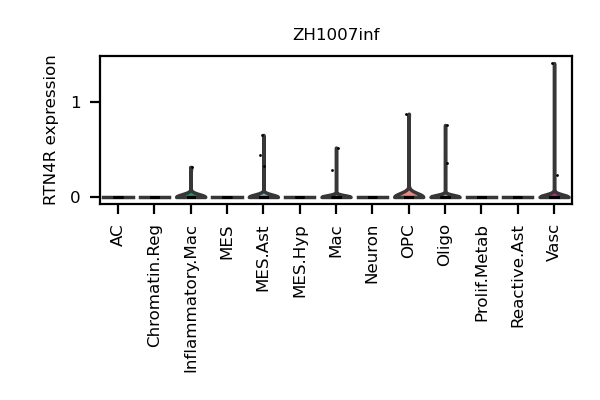 ZH1007inf
RTN4R expression
1
0
AC
Chromatin.Reg
Inflammatory.Mac
MES
MES.Ast
MES.Hyp
Mac
Neuron
OPC
Oligo
Prolif.Metab
Reactive.Ast
Vasc